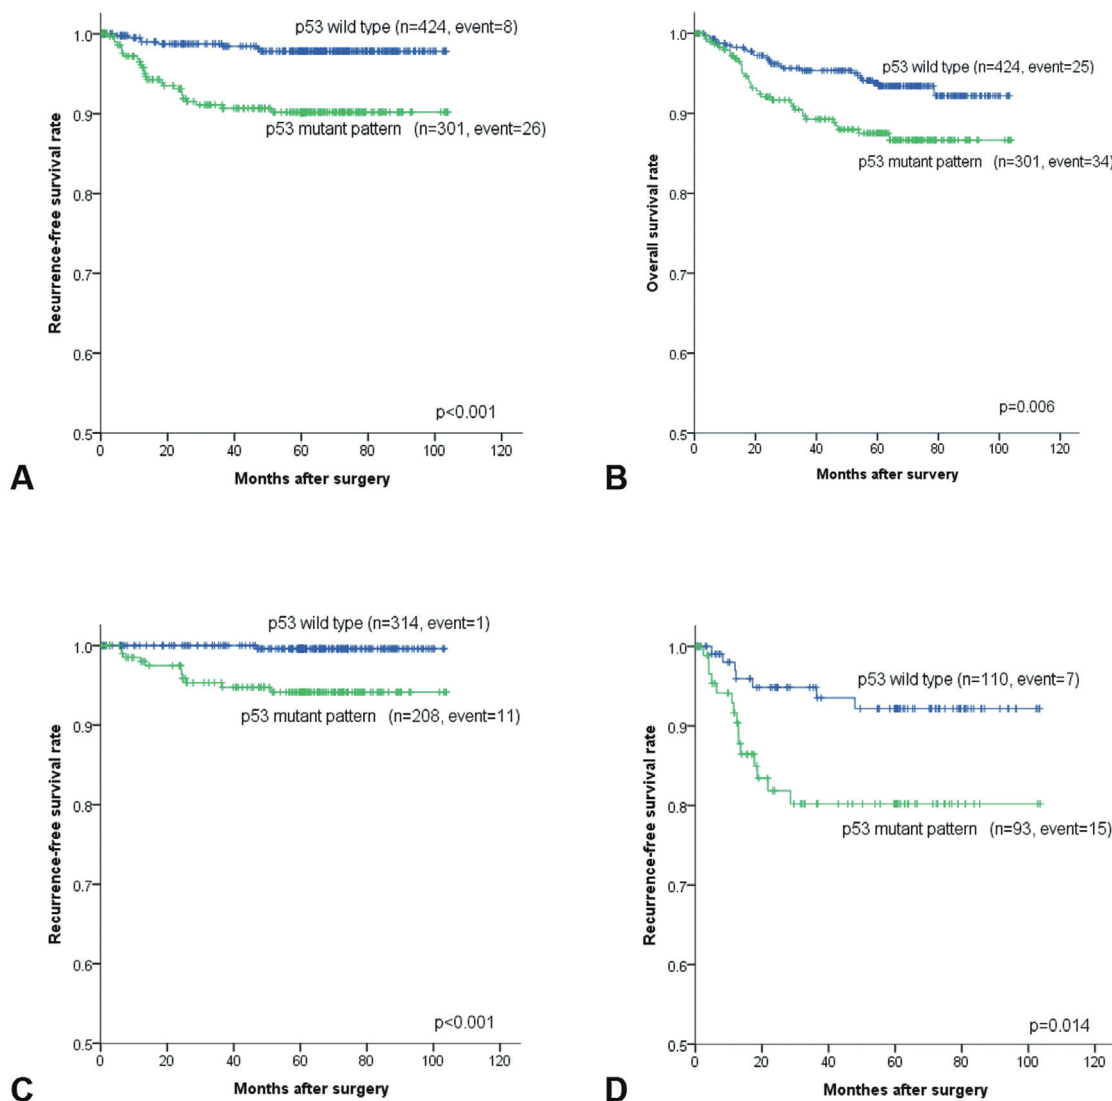 p53 wild type (n=424, event=8)
1.0
0.9
p53 mutant pattern (n=301, event=26)
0.8
0.7
0.6
0.5
Recurrence-free survival rate
p<0.001
0 20 40 60 80 100 120
Months after surgery
A
1.0
p53 wild type (n=424, event=25)
0.9
p53 mutant pattern (n=301, event=34)
0.8
0.7
0.6
0.5
Overall survival rate
p=0.006
0 20 40 60 80 100 120
Months after survery
B
p53 wild type (n=314, event=1)
1.0
p53 mutant pattern (n=208, event=11)
0.9
0.8
0.7
0.6
0.5
Recurrence-free survival rate
p<0.001
0 20 40 60 80 100 120
Months after surgery
C
1.0
p53 wild type (n=110, event=7)
0.9
0.8
p53 mutant pattern (n=93, event=15)
0.7
0.6
0.5
Recurrence-free survival rate
p=0.014
0 20 40 60 80 100 120
Monthes after surgery
D